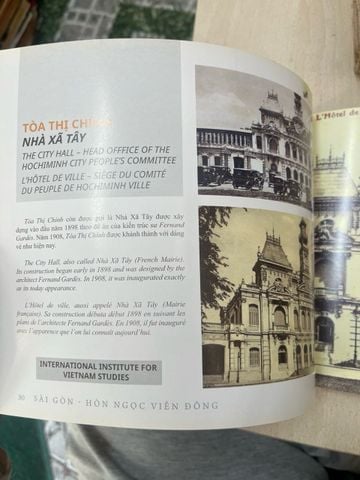 TÒA THỊ CHÍNH
NHÀ XÃ TÂY
THE CITY HALL – HEAD OFFFICE OF THE
HOCHIMINH CITY PEOPLE'S COMMITTEE
L'HÔTEL DE VILLE – SIÈGE DU COMITÉ
DU PEUPLE DE HOCHIMINH VILLE
Tòa Thị Chính còn được gọi là Nhà Xã Tây được xây
dựng vào đầu năm 1898 theo đề án của kiến trúc sư Fernand
Gardès. Năm 1908, Tòa Thị Chính được khánh thành với dáng
vẻ như hiện nay.
The City Hall, also called Nhà Xã Tây (French Mairie).
Its construction began early in 1898 and was designed by the
architect Fernand Gardès. In 1908, it was inaugurated exactly
as its today appearance.
L'Hôtel de ville, aussi appelé Nhà Xã Tây (Mairie
française). Sa construction débuta début 1898 en suivant les
plans de l'architecte Fernand Gardès. En 1908, il fut inauguré
avec l'apparence que l'on lui connaît aujourd'hui.
INTERNATIONAL INSTITUTE FOR
VIETNAM STUDIES
30 SÀI GÒN - HÒN NGỌC VIỄN ĐÔNG
L'Hôtel de